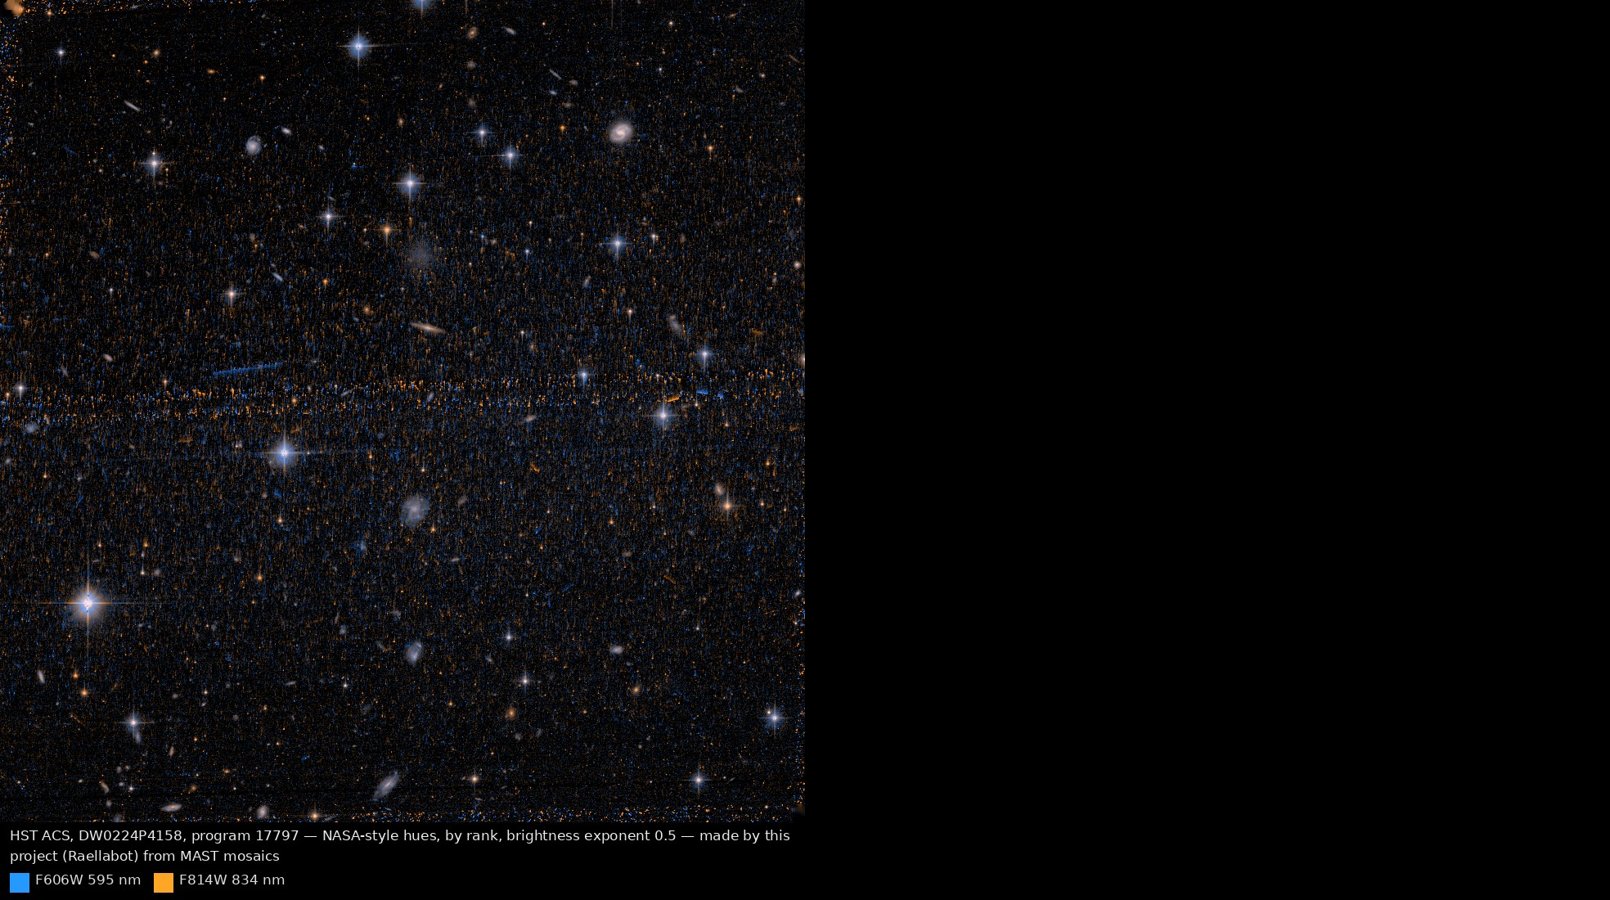 HST ACS, DW0224P4158, program 17797 — NASA-style hues, by rank, brightness exponent 0.5 — made by this
project (Raellabot) from MAST mosaics
F606W 595 nm F814W 834 nm